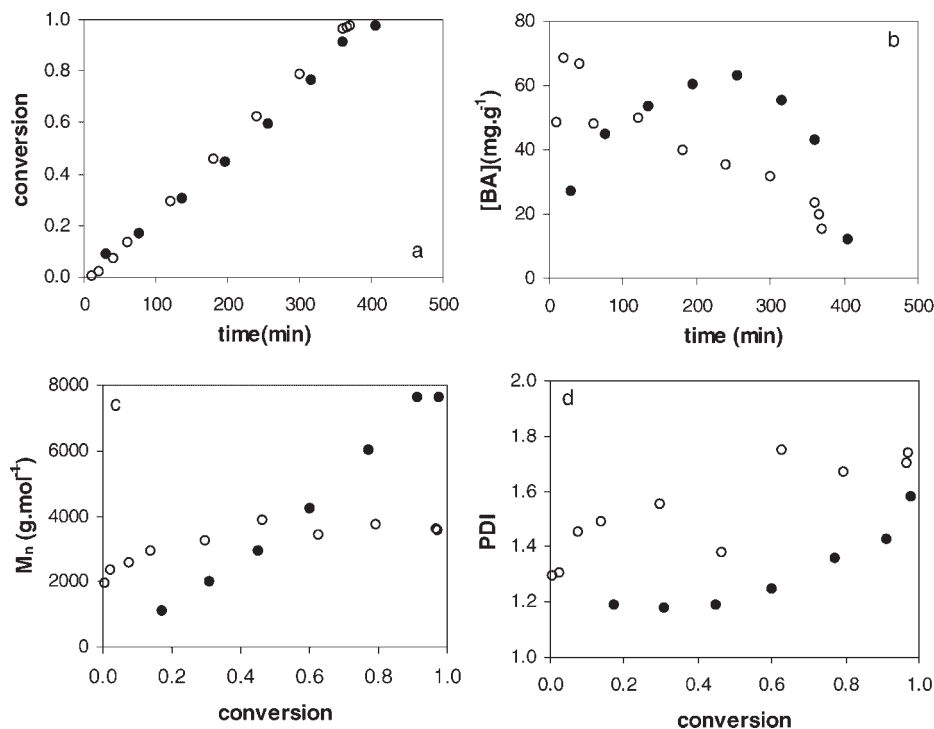 a
1.0
0.8
0.6
0.4
0.2
0.0
conversion
0 100 200 300 400 500
time(min)
b
80
60
40
20
0
[BA](mg.g-1)
0 100 200 300 400 500
time (min)
c
8000
6000
4000
2000
0
Mn (g.mol-1)
0.0 0.2 0.4 0.6 0.8 1.0
conversion
d
2.0
1.8
1.6
1.4
1.2
1.0
PDI
0.0 0.2 0.4 0.6 0.8 1.0
conversion